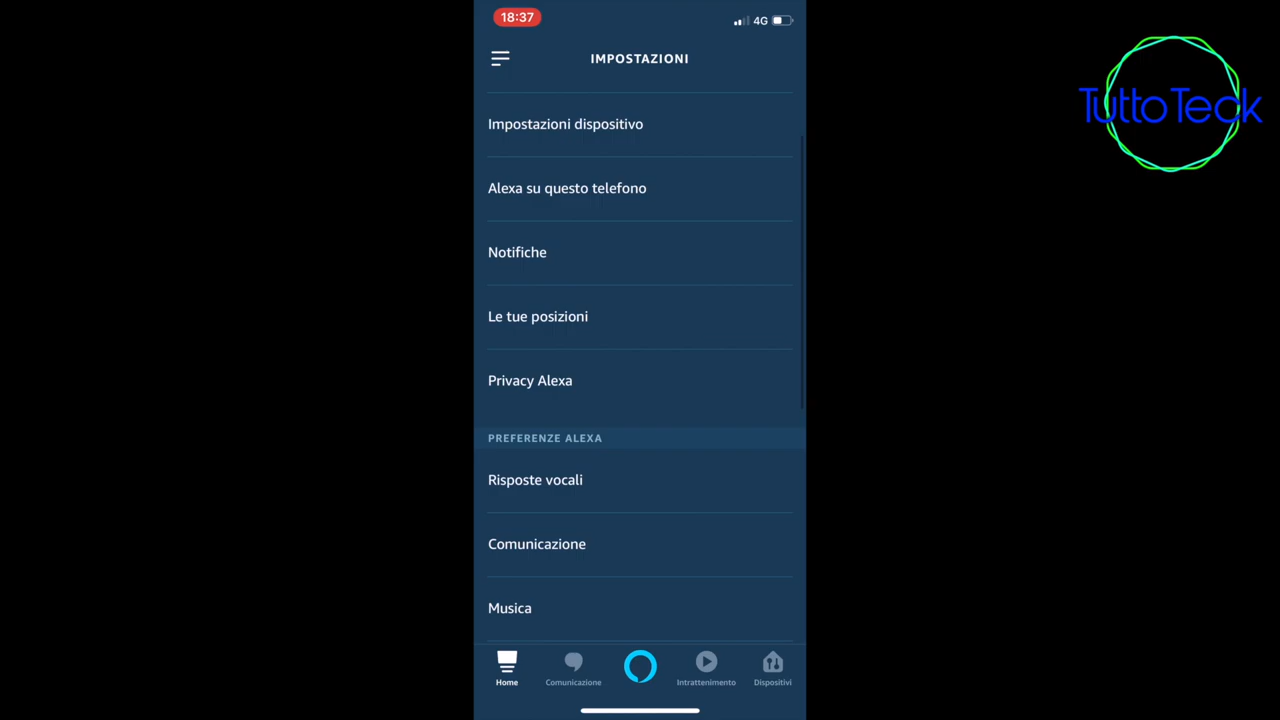 18:37
4G
IMPOSTAZIONI
TuttoTeck
Impostazioni dispositivo
Alexa su questo telefono
Notifiche
Le tue posizioni
Privacy Alexa
PREFERENZE ALEXA
Risposte vocali
Comunicazione
Musica
Home Comunicazione Intrattenimento Dispositivi